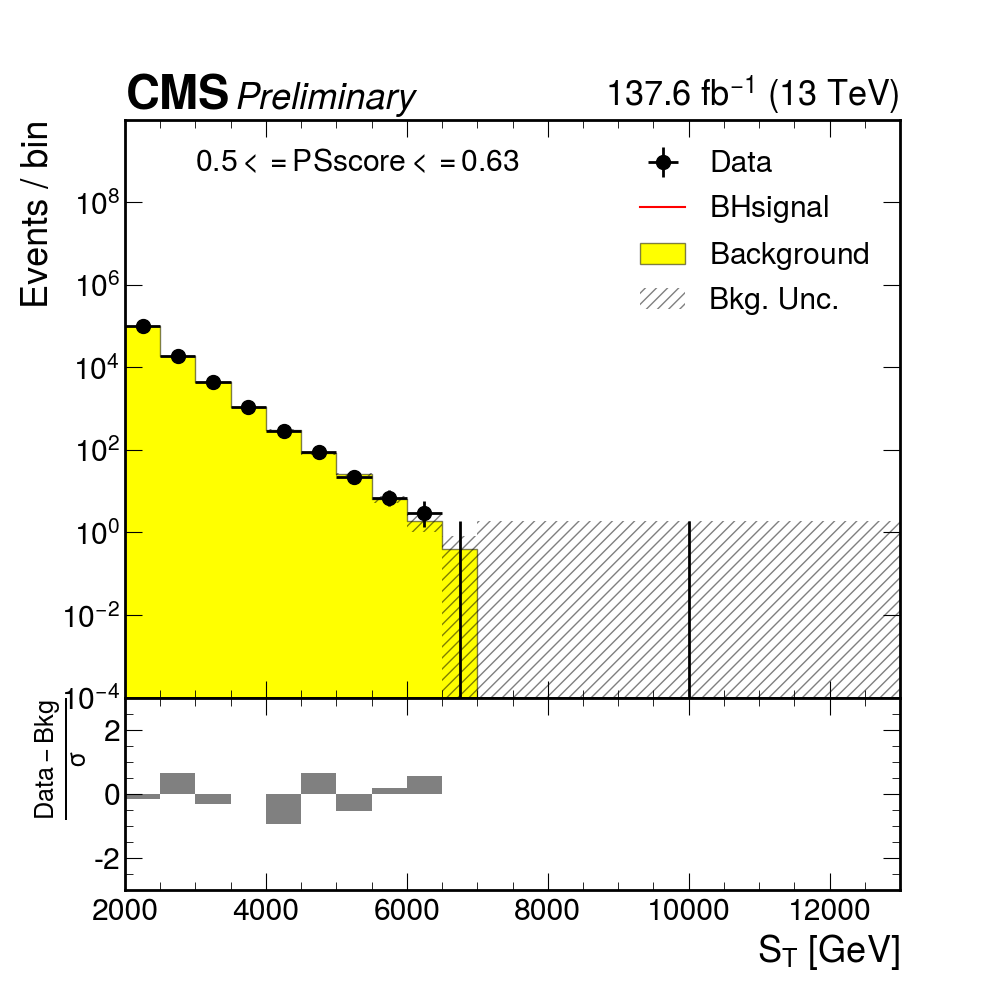 CMS Preliminary 137.6 fb⁻¹ (13 TeV)
Events / bin
0.5 < = PSscore < = 0.63
Data
BHsignal
Background
Bkg. Unc.
10⁸
10⁶
10⁴
10²
10⁰
10⁻²
10⁻⁴
Data – Bkg
σ
2
0
-2
2000 4000 6000 8000 10000 12000
S_T [GeV]